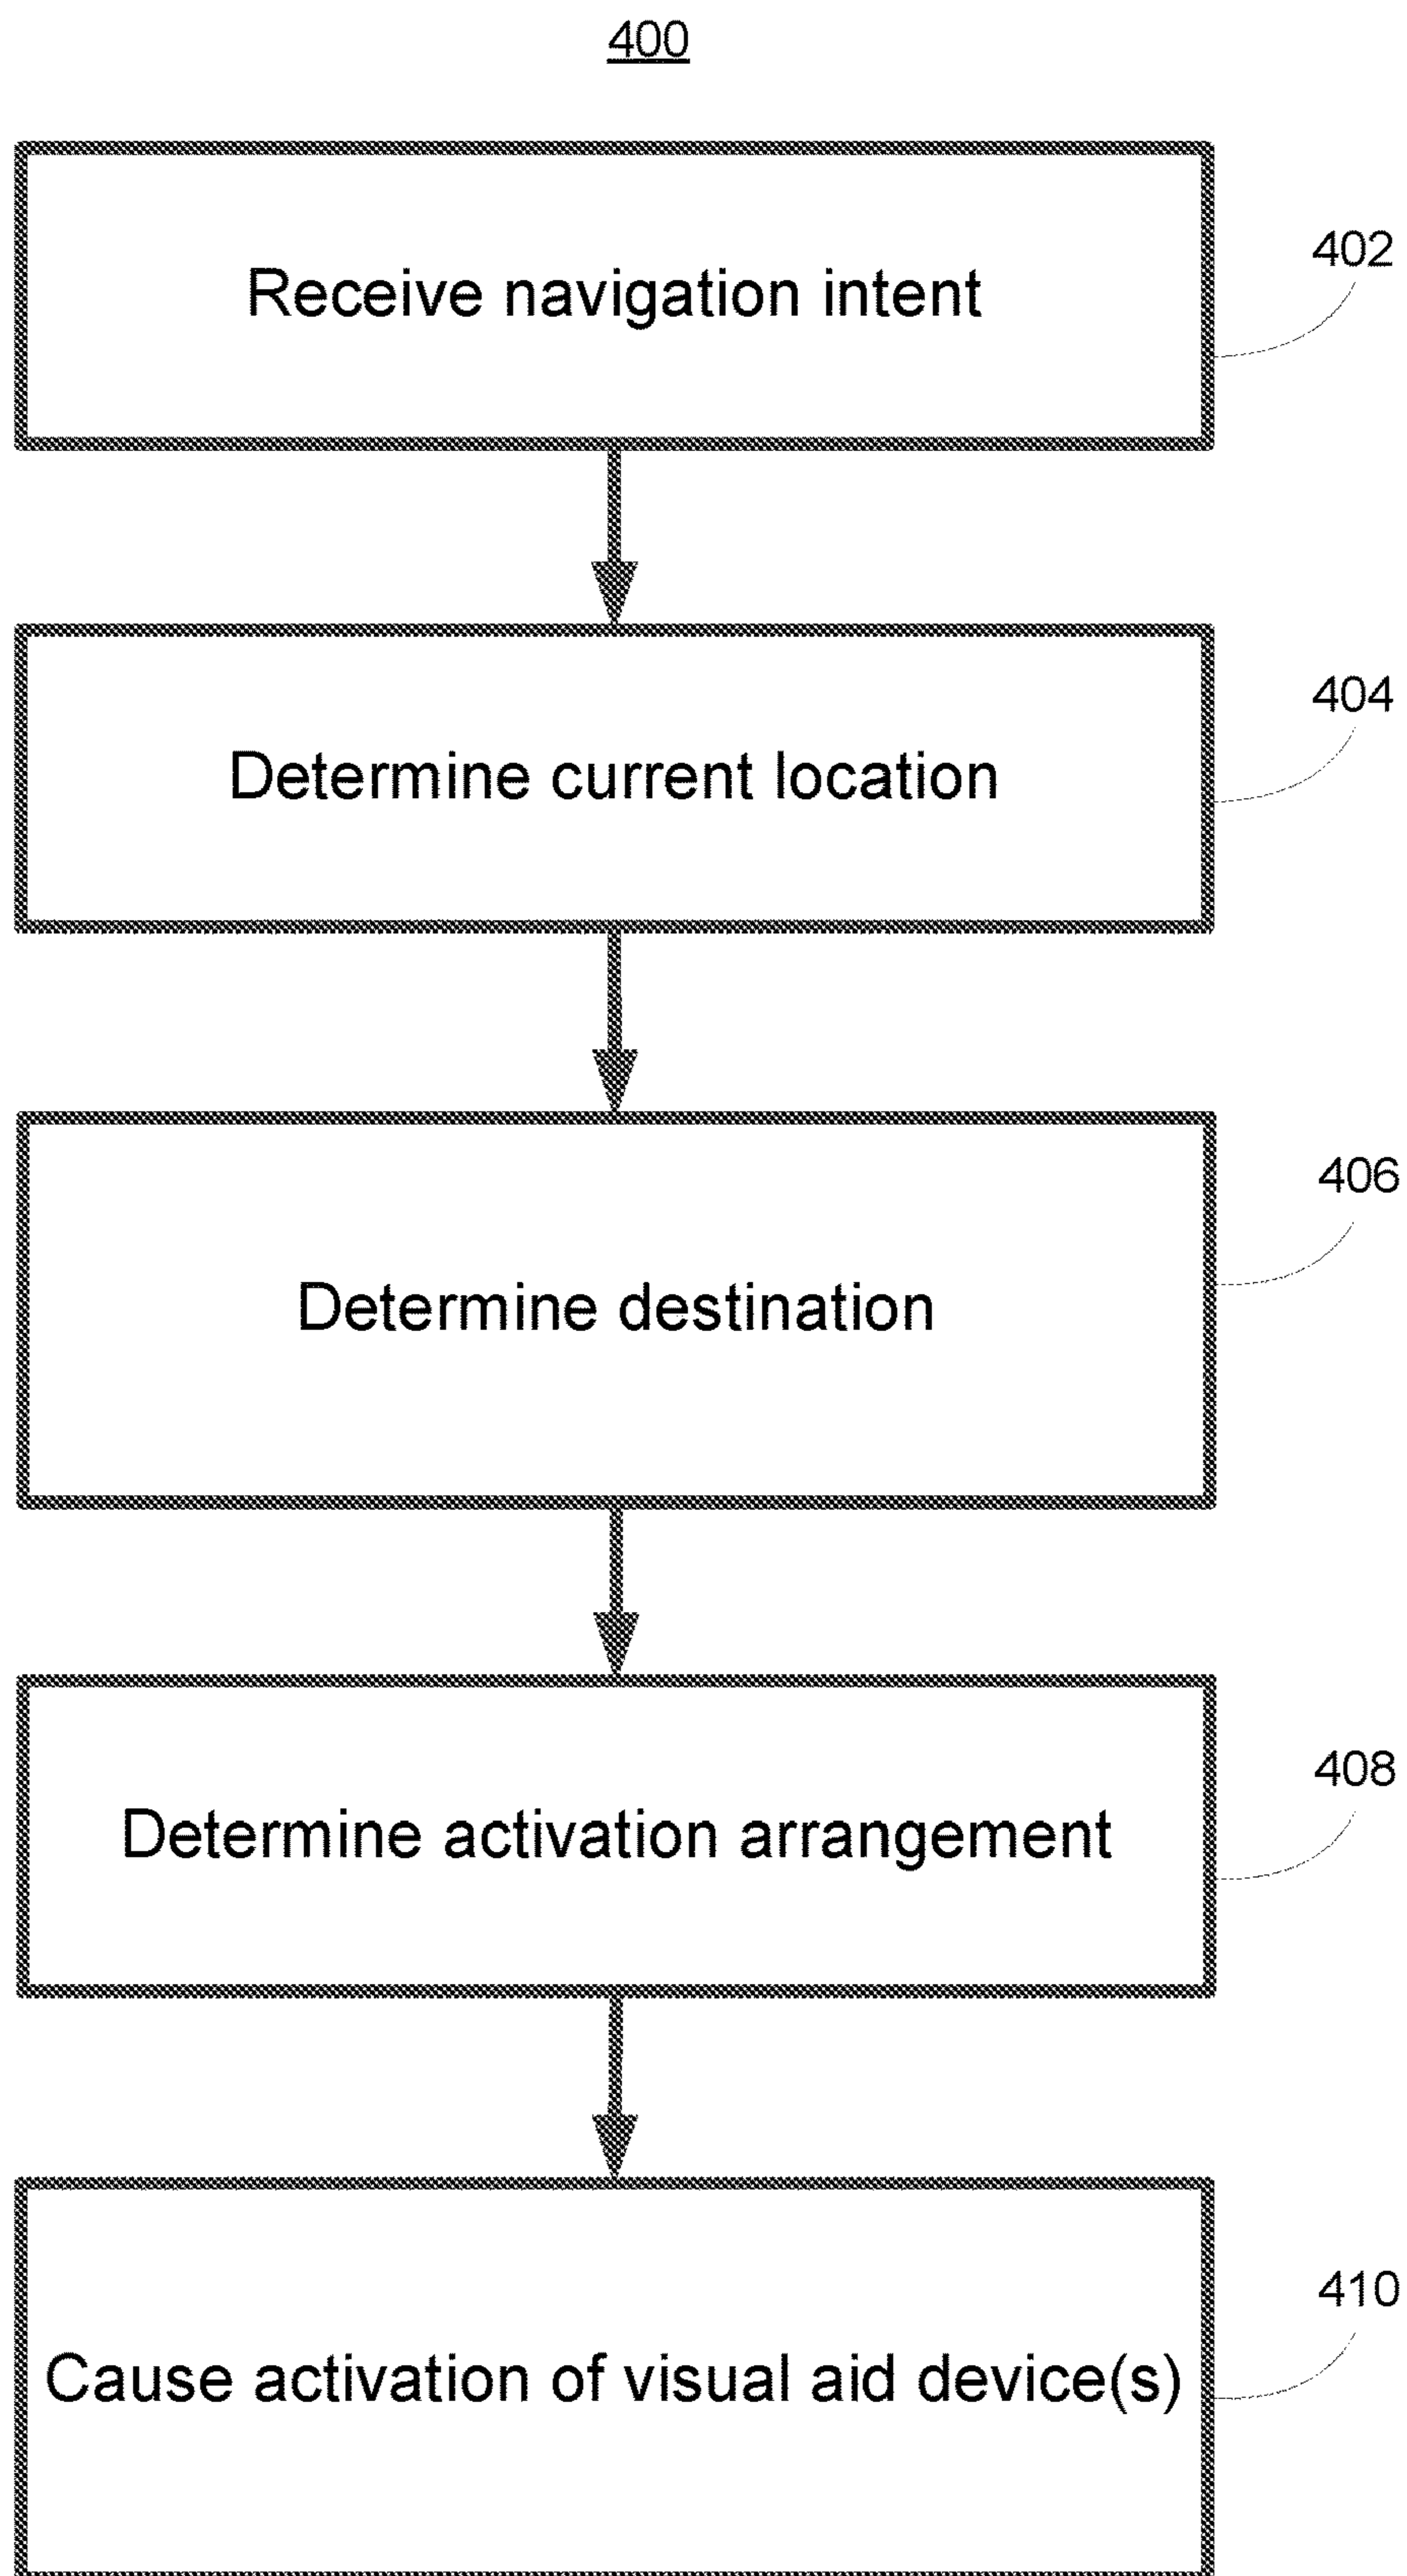 400
Receive navigation intent
402
Determine current location
404
Determine destination
406
Determine activation arrangement
408
Cause activation of visual aid device(s)
410